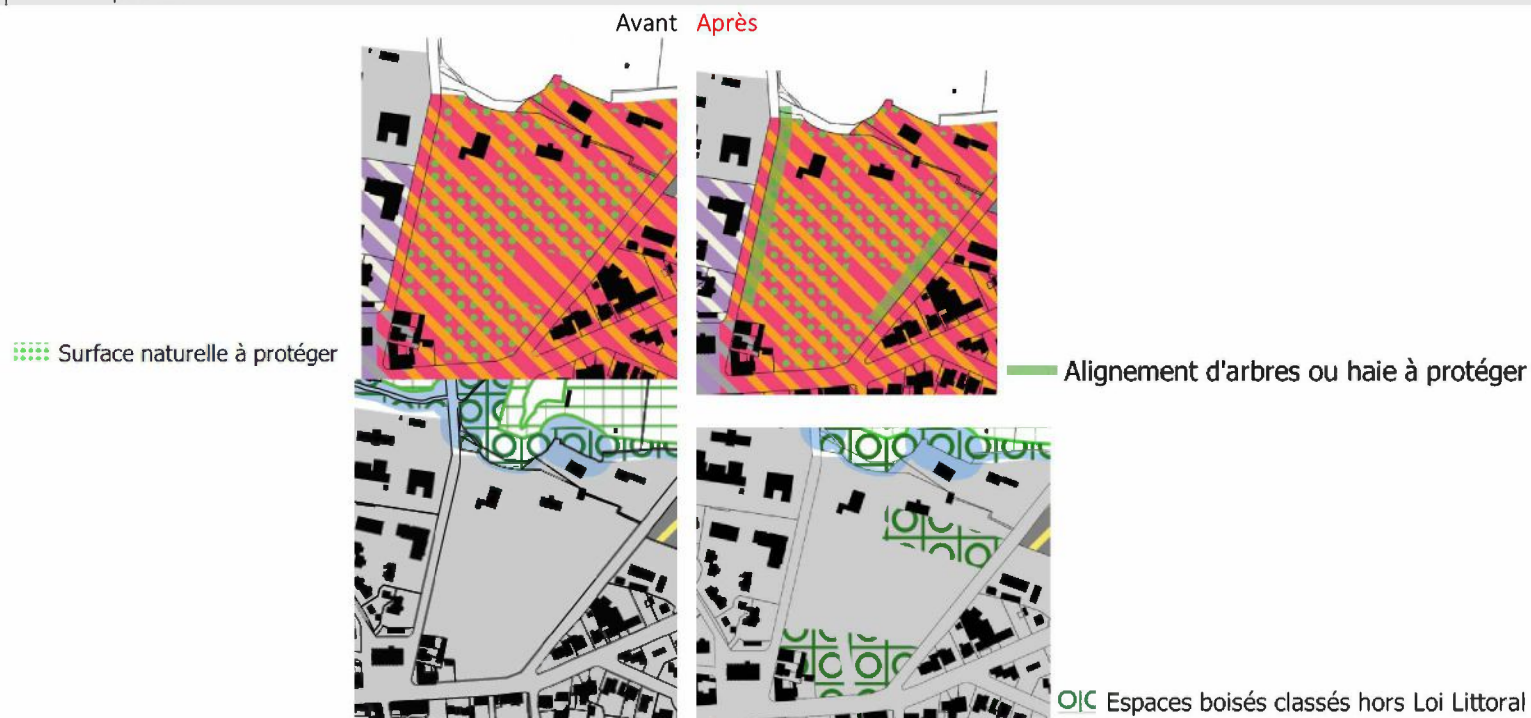 Avant Après
Surface naturelle à protéger
Alignement d'arbres ou haie à protéger
Espaces boisés classés hors Loi Littoral